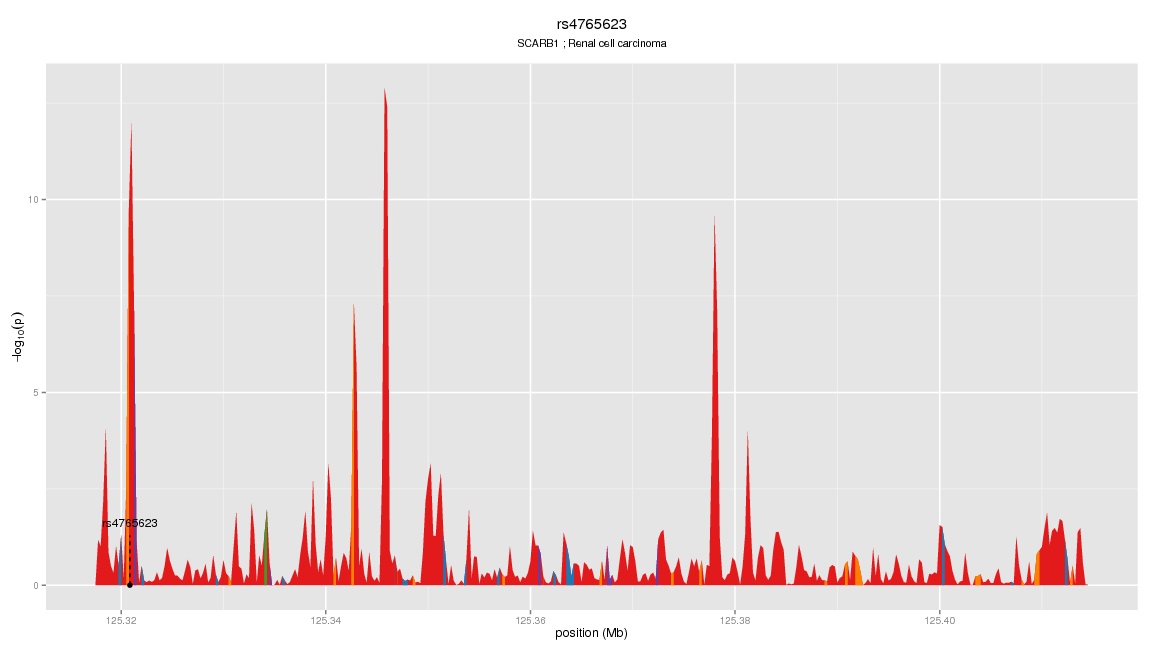 rs4765623
SCARB1 ; Renal cell carcinoma
−log10(p)
10
5
0
rs4765623
125.32 125.34 125.36 125.38 125.40
position (Mb)